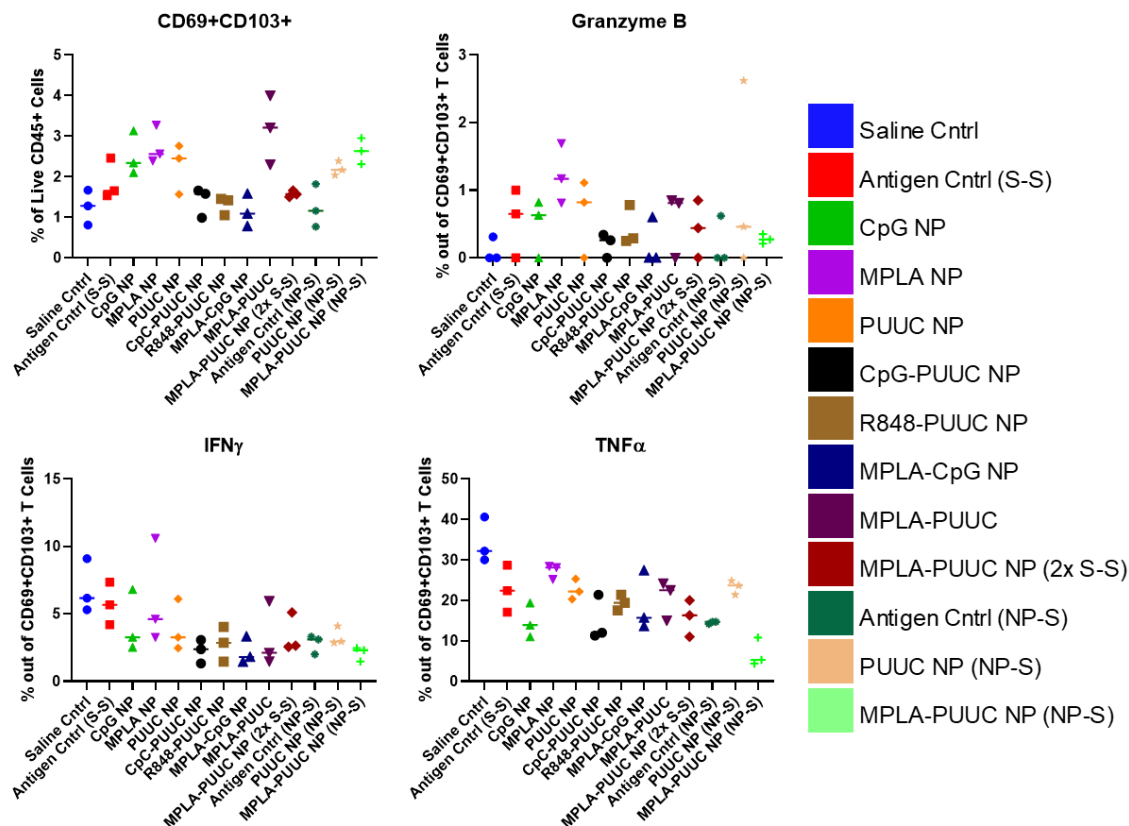 CD69+CD103+
% of Live CD45+ Cells
5
4
3
2
1
0
Saline Cntrl
Antigen Cntrl (S-S)
CpG NP
MPLA NP
PUUC NP
CpC-PUUC NP
R848-PUUC NP
MPLA-CpG NP
MPLA-PUUC
MPLA-PUUC NP (2x S-S)
Antigen Cntrl (NP-S)
PUUC NP (NP-S)
MPLA-PUUC NP (NP-S)
Granzyme B
% out of CD69+CD103+ T Cells
3
2
1
0
Saline Cntrl
Antigen Cntrl (S-S)
CpG NP
MPLA NP
PUUC NP
CpC-PUUC NP
R848-PUUC NP
MPLA-CpG NP
MPLA-PUUC
MPLA-PUUC NP (2x S-S)
Antigen Cntrl (NP-S)
PUUC NP (NP-S)
MPLA-PUUC NP (NP-S)
IFNγ
% out of CD69+CD103+ T Cells
15
10
5
0
Saline Cntrl
Antigen Cntrl (S-S)
CpG NP
MPLA NP
PUUC NP
CpC-PUUC NP
R848-PUUC NP
MPLA-CpG NP
MPLA-PUUC
MPLA-PUUC NP (2x S-S)
Antigen Cntrl (NP-S)
PUUC NP (NP-S)
MPLA-PUUC NP (NP-S)
TNFα
% out of CD69+CD103+ T Cells
50
40
30
20
10
0
Saline Cntrl
Antigen Cntrl (S-S)
CpG NP
MPLA NP
PUUC NP
CpC-PUUC NP
R848-PUUC NP
MPLA-CpG NP
MPLA-PUUC
MPLA-PUUC NP (2x S-S)
Antigen Cntrl (NP-S)
PUUC NP (NP-S)
MPLA-PUUC NP (NP-S)
Saline Cntrl
Antigen Cntrl (S-S)
CpG NP
MPLA NP
PUUC NP
CpG-PUUC NP
R848-PUUC NP
MPLA-CpG NP
MPLA-PUUC
MPLA-PUUC NP (2x S-S)
Antigen Cntrl (NP-S)
PUUC NP (NP-S)
MPLA-PUUC NP (NP-S)